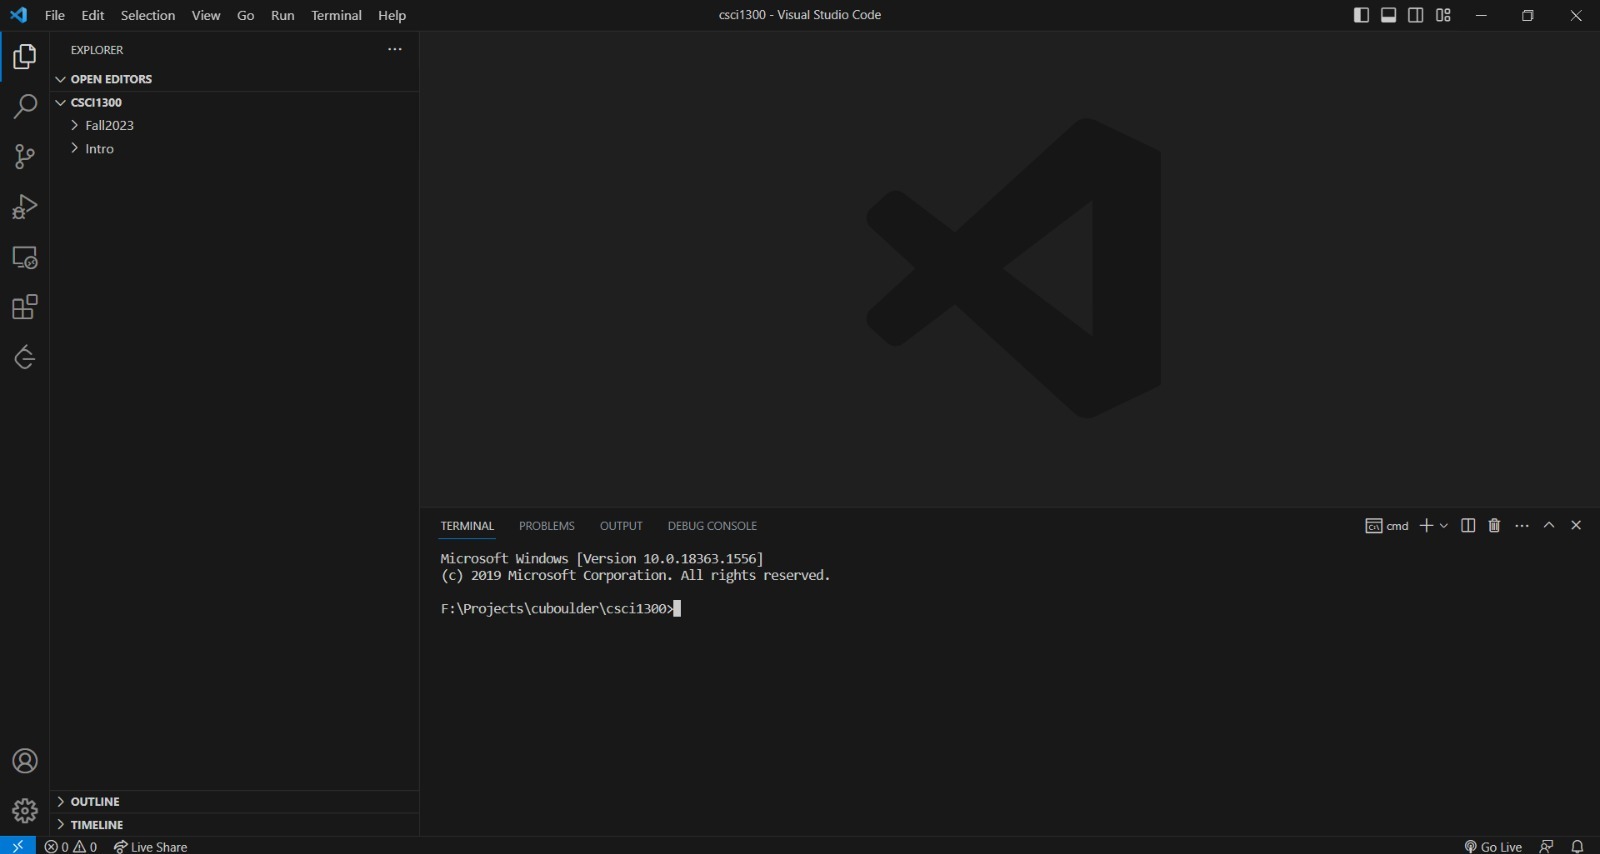 File Edit Selection View Go Run Terminal Help csci1300 - Visual Studio Code
EXPLORER
OPEN EDITORS
CSCI1300
Fall2023
Intro
TERMINAL PROBLEMS OUTPUT DEBUG CONSOLE cmd
Microsoft Windows [Version 10.0.18363.1556]
(c) 2019 Microsoft Corporation. All rights reserved.
F:\Projects\cuboulder\csci1300>
OUTLINE
TIMELINE
0 0 Live Share Go Live